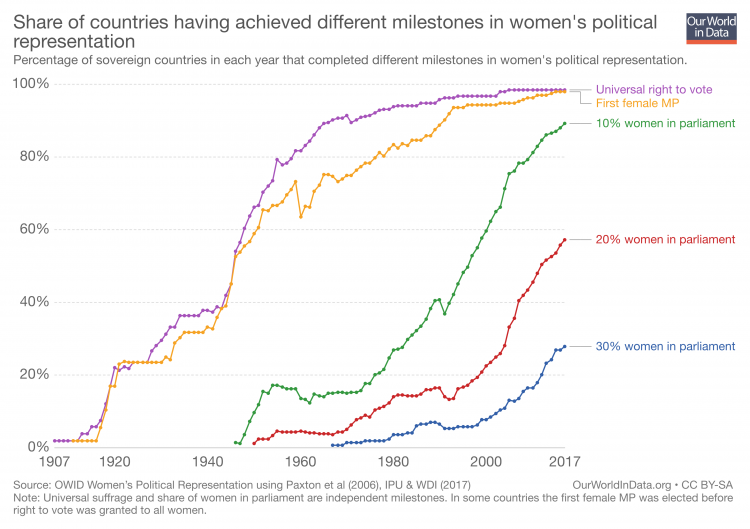 Share of countries having achieved different milestones in women's political
representation
Our World
in Data
Percentage of sovereign countries in each year that completed different milestones in women's political representation.
100%
Universal right to vote
First female MP
10% women in parliament
80%
60%
20% women in parliament
40%
30% women in parliament
20%
0%
1907
1920
1940
1960
1980
2000
2017
Source: OWID Women's Political Representation using Paxton et al (2006), IPU & WDI (2017)
OurWorldInData.org • CC BY-SA
Note: Universal suffrage and share of women in parliament are independent milestones. In some countries the first female MP was elected before
right to vote was granted to all women.